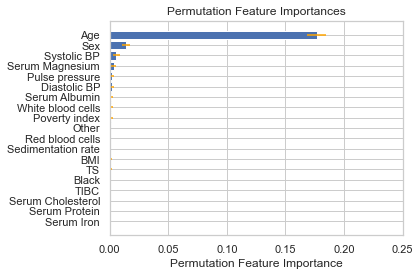 Permutation Feature Importances
Age
Sex
Systolic BP
Serum Magnesium
Pulse pressure
Diastolic BP
Serum Albumin
White blood cells
Poverty index
Other
Red blood cells
Sedimentation rate
BMI
TS
Black
TIBC
Serum Cholesterol
Serum Protein
Serum Iron
0.00 0.05 0.10 0.15 0.20 0.25
Permutation Feature Importance